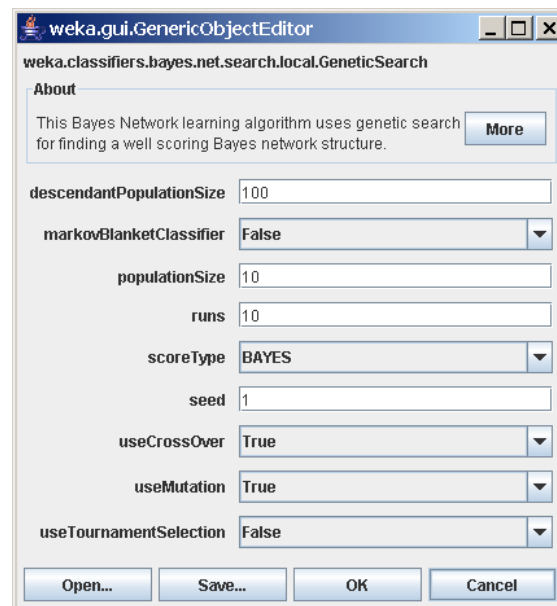 weka.gui.GenericObjectEditor
weka.classifiers.bayes.net.search.local.GeneticSearch
About
This Bayes Network learning algorithm uses genetic search
for finding a well scoring Bayes network structure.
More
descendantPopulationSize 100
markovBlanketClassifier False
populationSize 10
runs 10
scoreType BAYES
seed 1
useCrossOver True
useMutation True
useTournamentSelection False
Open... Save... OK Cancel